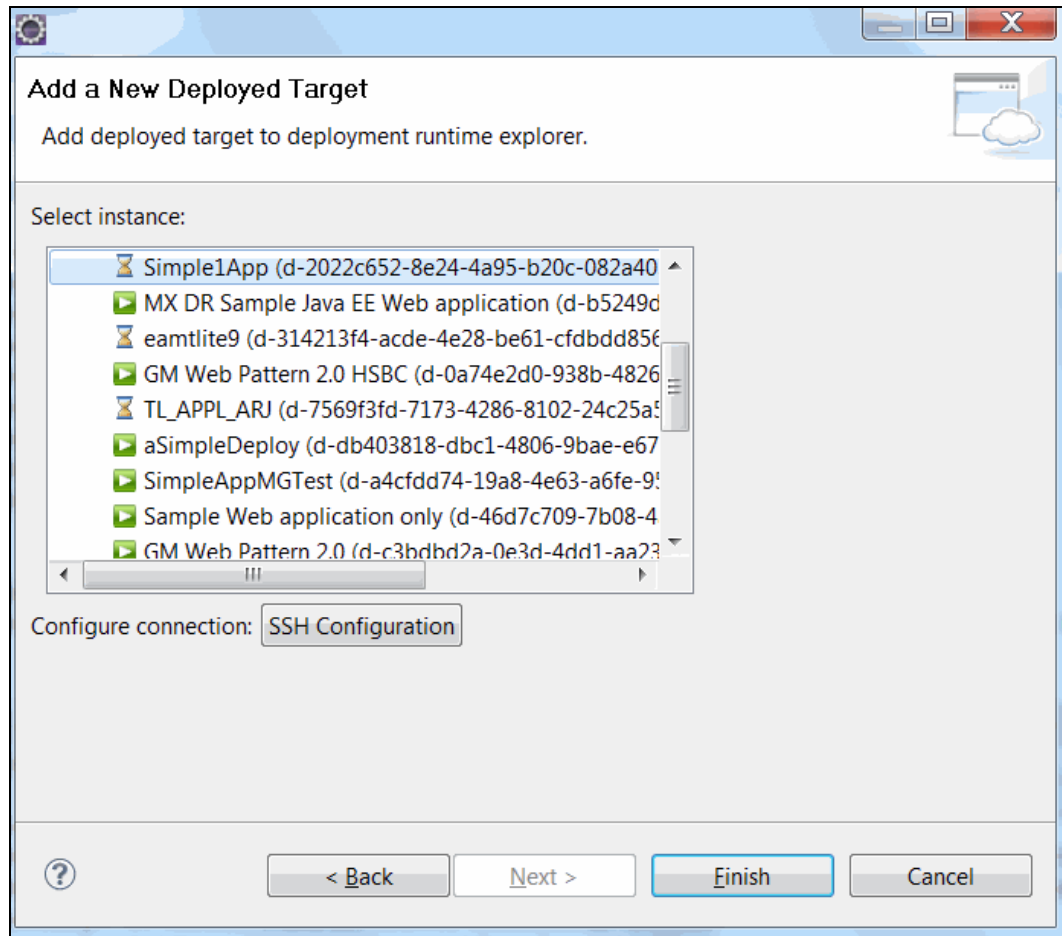 Add a New Deployed Target
Add deployed target to deployment runtime explorer.
Select instance:
Simple1App (d-2022c652-8e24-4a95-b20c-082a40
MX DR Sample Java EE Web application (d-b5249d
eamtlite9 (d-314213f4-acde-4e28-be61-cfdbdd856
GM Web Pattern 2.0 HSBC (d-0a74e2d0-938b-4826
TL_APPL_ARJ (d-7569f3fd-7173-4286-8102-24c25a5
aSimpleDeploy (d-db403818-dbc1-4806-9bae-e67
SimpleAppMGTest (d-a4cfdd74-19a8-4e63-a6fe-95
Sample Web application only (d-46d7c709-7b08-4
GM Web Pattern 2.0 (d-c3bdbd2a-0e3d-4dd1-aa23
Configure connection: SSH Configuration
? < Back Next > Finish Cancel